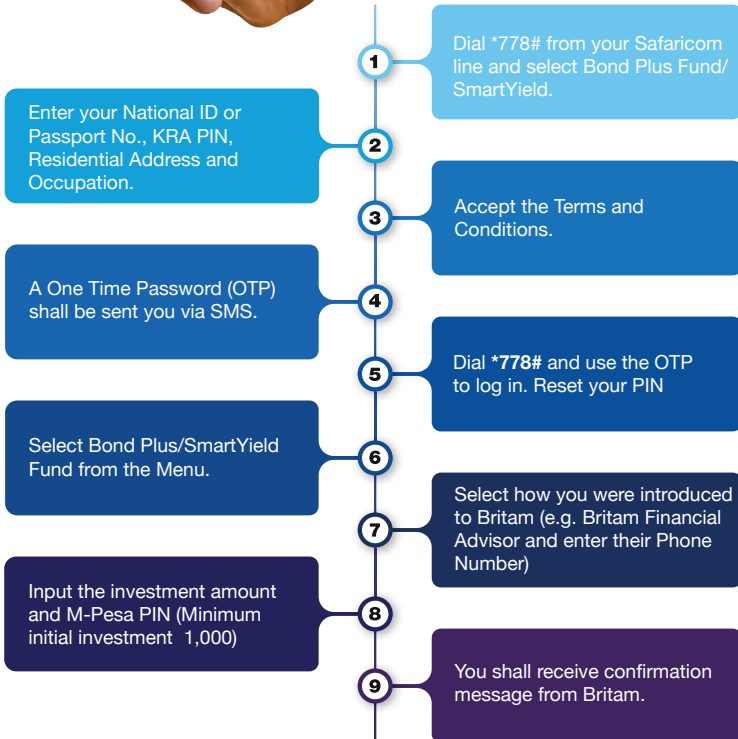 1
Dial *778# from your Safaricom
line and select Bond Plus Fund/
SmartYield.
2
Enter your National ID or
Passport No., KRA PIN,
Residential Address and
Occupation.
3
Accept the Terms and
Conditions.
4
A One Time Password (OTP)
shall be sent you via SMS.
5
Dial *778# and use the OTP
to log in. Reset your PIN
6
Select Bond Plus/SmartYield
Fund from the Menu.
7
Select how you were introduced
to Britam (e.g. Britam Financial
Advisor and enter their Phone
Number)
8
Input the investment amount
and M-Pesa PIN (Minimum
initial investment  1,000)
9
You shall receive confirmation
message from Britam.